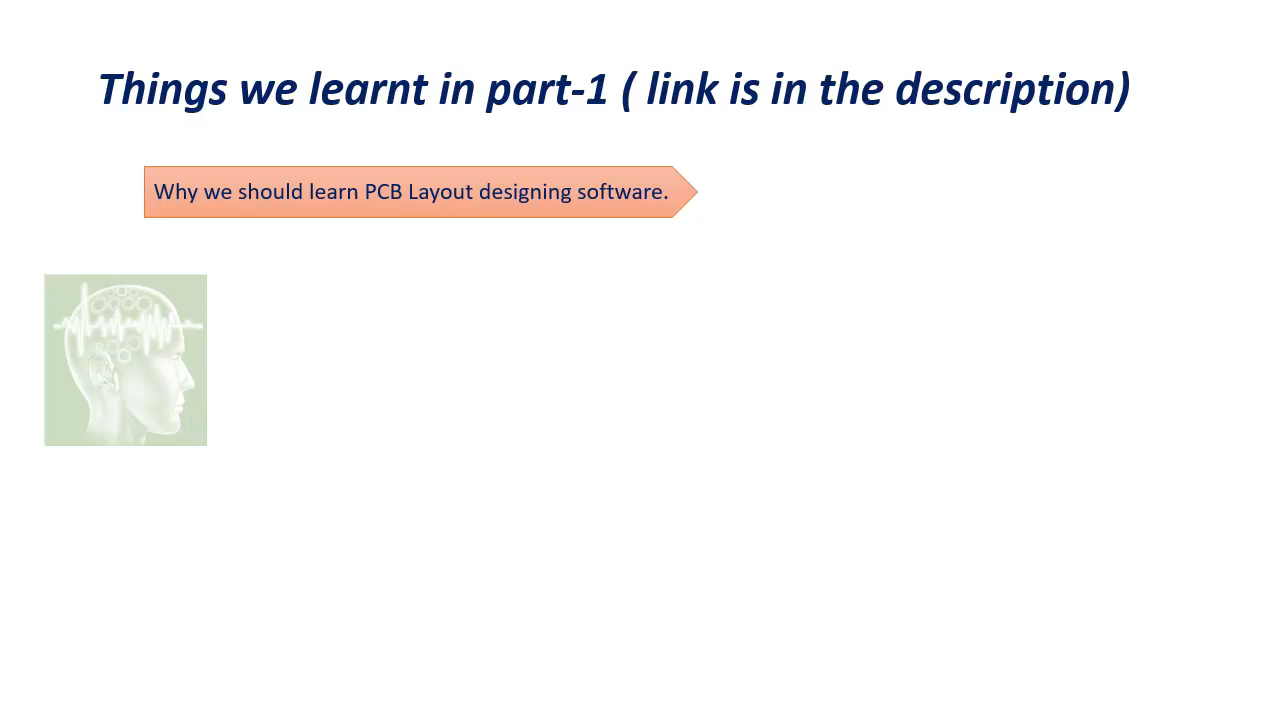 Things we learnt in part-1 ( link is in the description)
Why we should learn PCB Layout designing software.